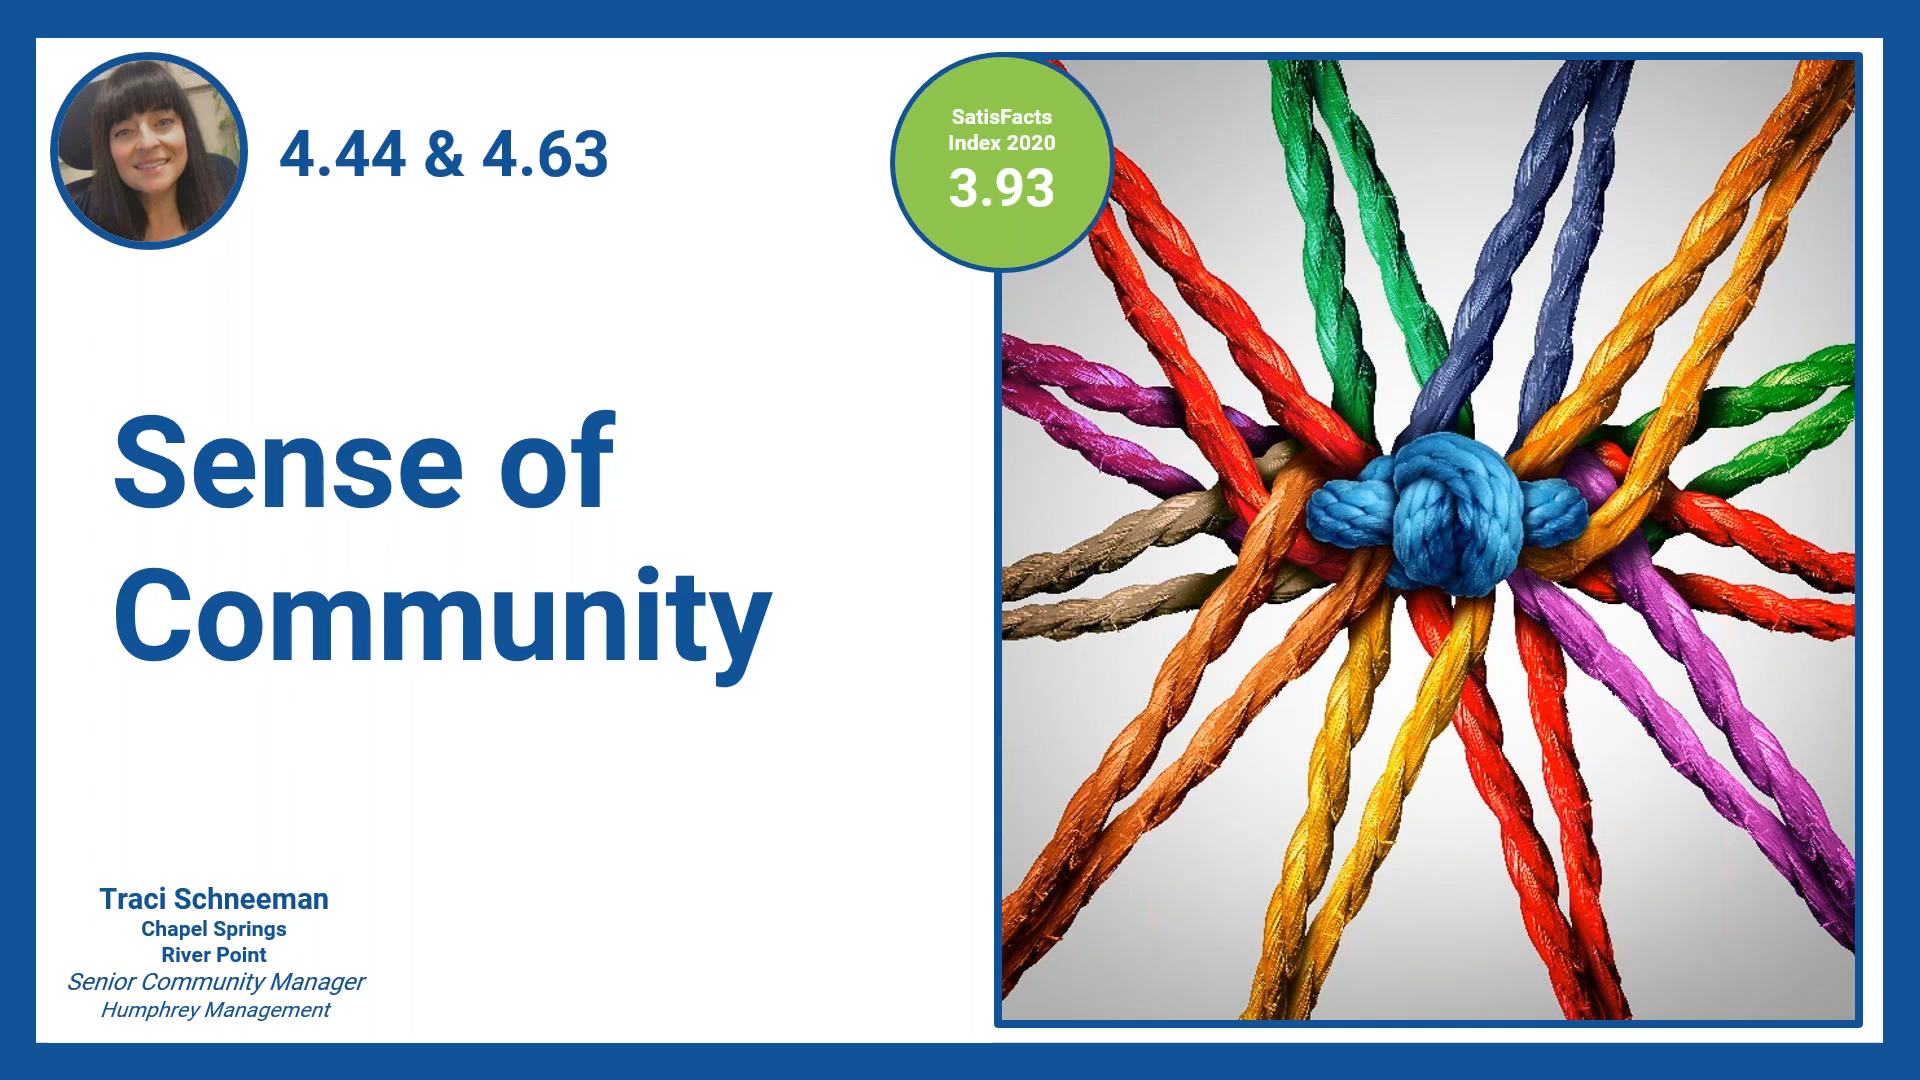 4.44 & 4.63
SatisFacts
Index 2020
3.93
Sense of
Community
Traci Schneeman
Chapel Springs
River Point
Senior Community Manager
Humphrey Management